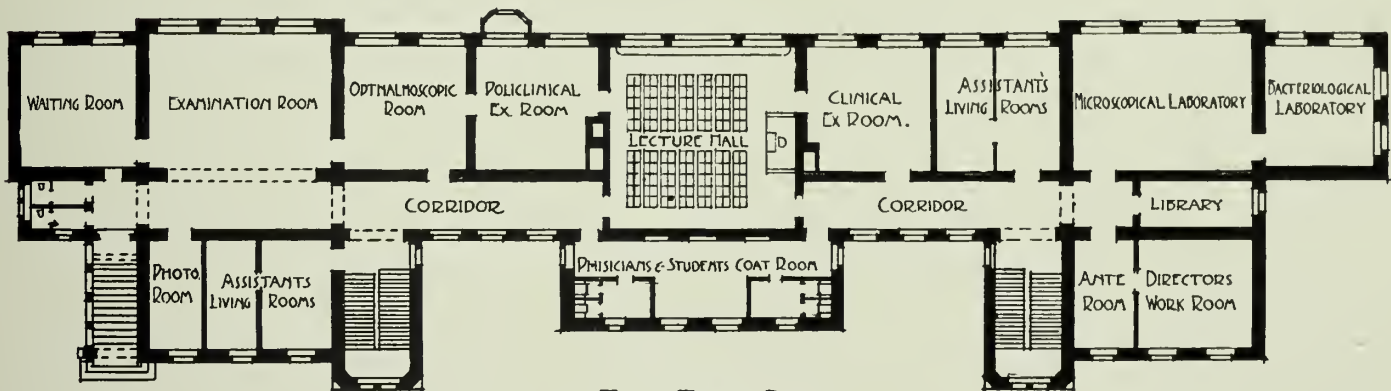 WAITING ROOM
EXAMINATION ROOM
OPTHALMOSCOPIC
ROOM
POLICLINICAL
EX. ROOM
LECTURE HALL
D
CLINICAL
EX ROOM.
ASSISTANT'S
LIVING ROOMS
MICROSCOPICAL LABORATORY
BACTERIOLOGICAL
LABORATORY
CORRIDOR
CORRIDOR
LIBRARY
PHOTO.
ROOM
ASSISTANTS
LIVING ROOMS
PHISICIANS & STUDENTS COAT ROOM
ANTE
ROOM
DIRECTORS
WORK ROOM